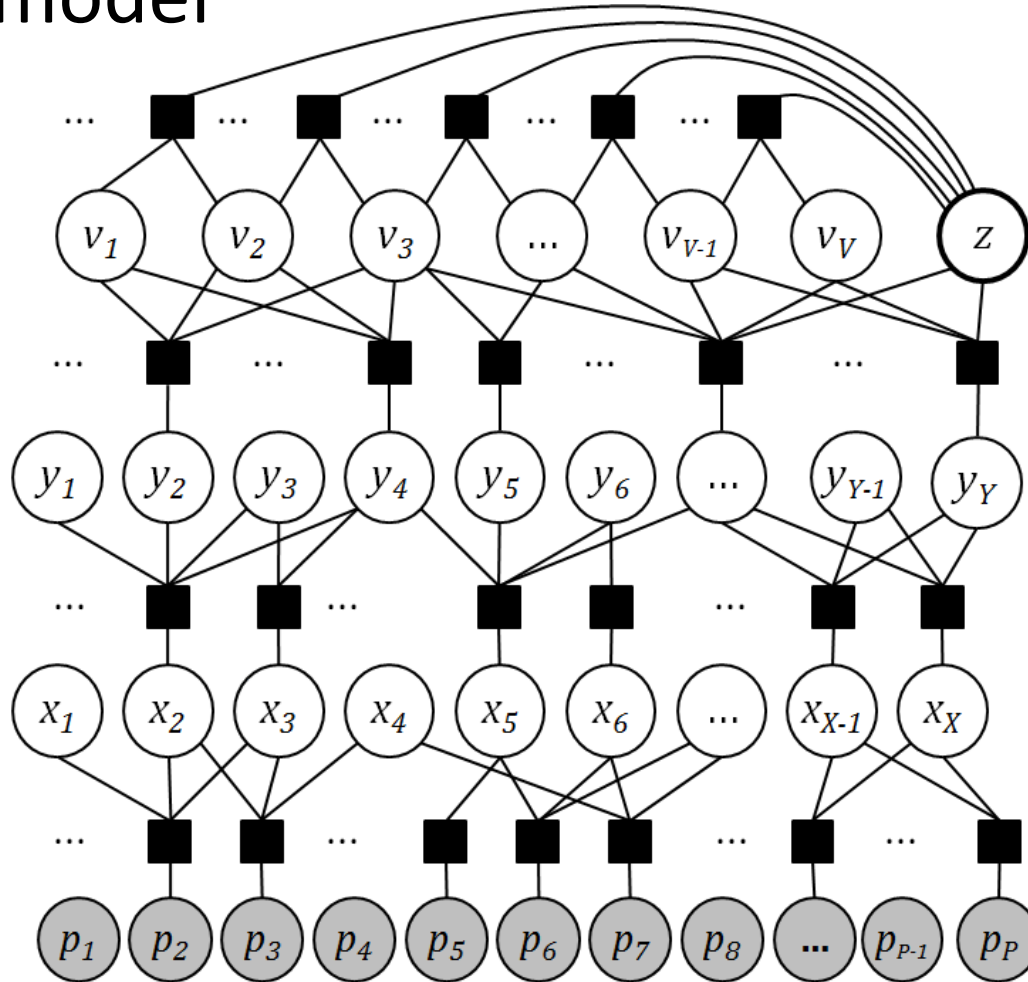 model
... ... ... ... ...
v1 v2 v3 ... vV-1 vV z
... ... ... ...
y1 y2 y3 y4 y5 y6 ... yY-1 yY
... ... ...
x1 x2 x3 x4 x5 x6 ... xX-1 xX
... ... ... ...
p1 p2 p3 p4 p5 p6 p7 p8 ... pP-1 pP